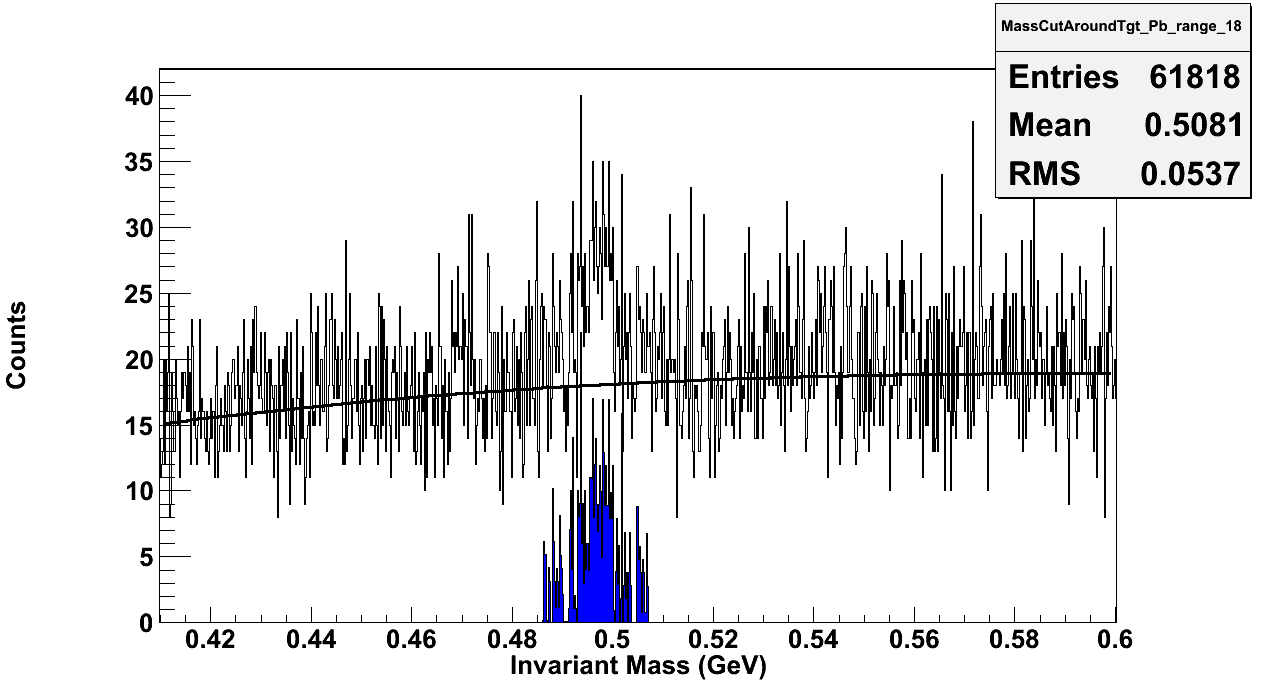 MassCutAroundTgt_Pb_range_18
Entries 61818
Mean 0.5081
RMS 0.0537
Counts
40
35
30
25
20
15
10
5
0
0.42 0.44 0.46 0.48 0.5 0.52 0.54 0.56 0.58 0.6
Invariant Mass (GeV)